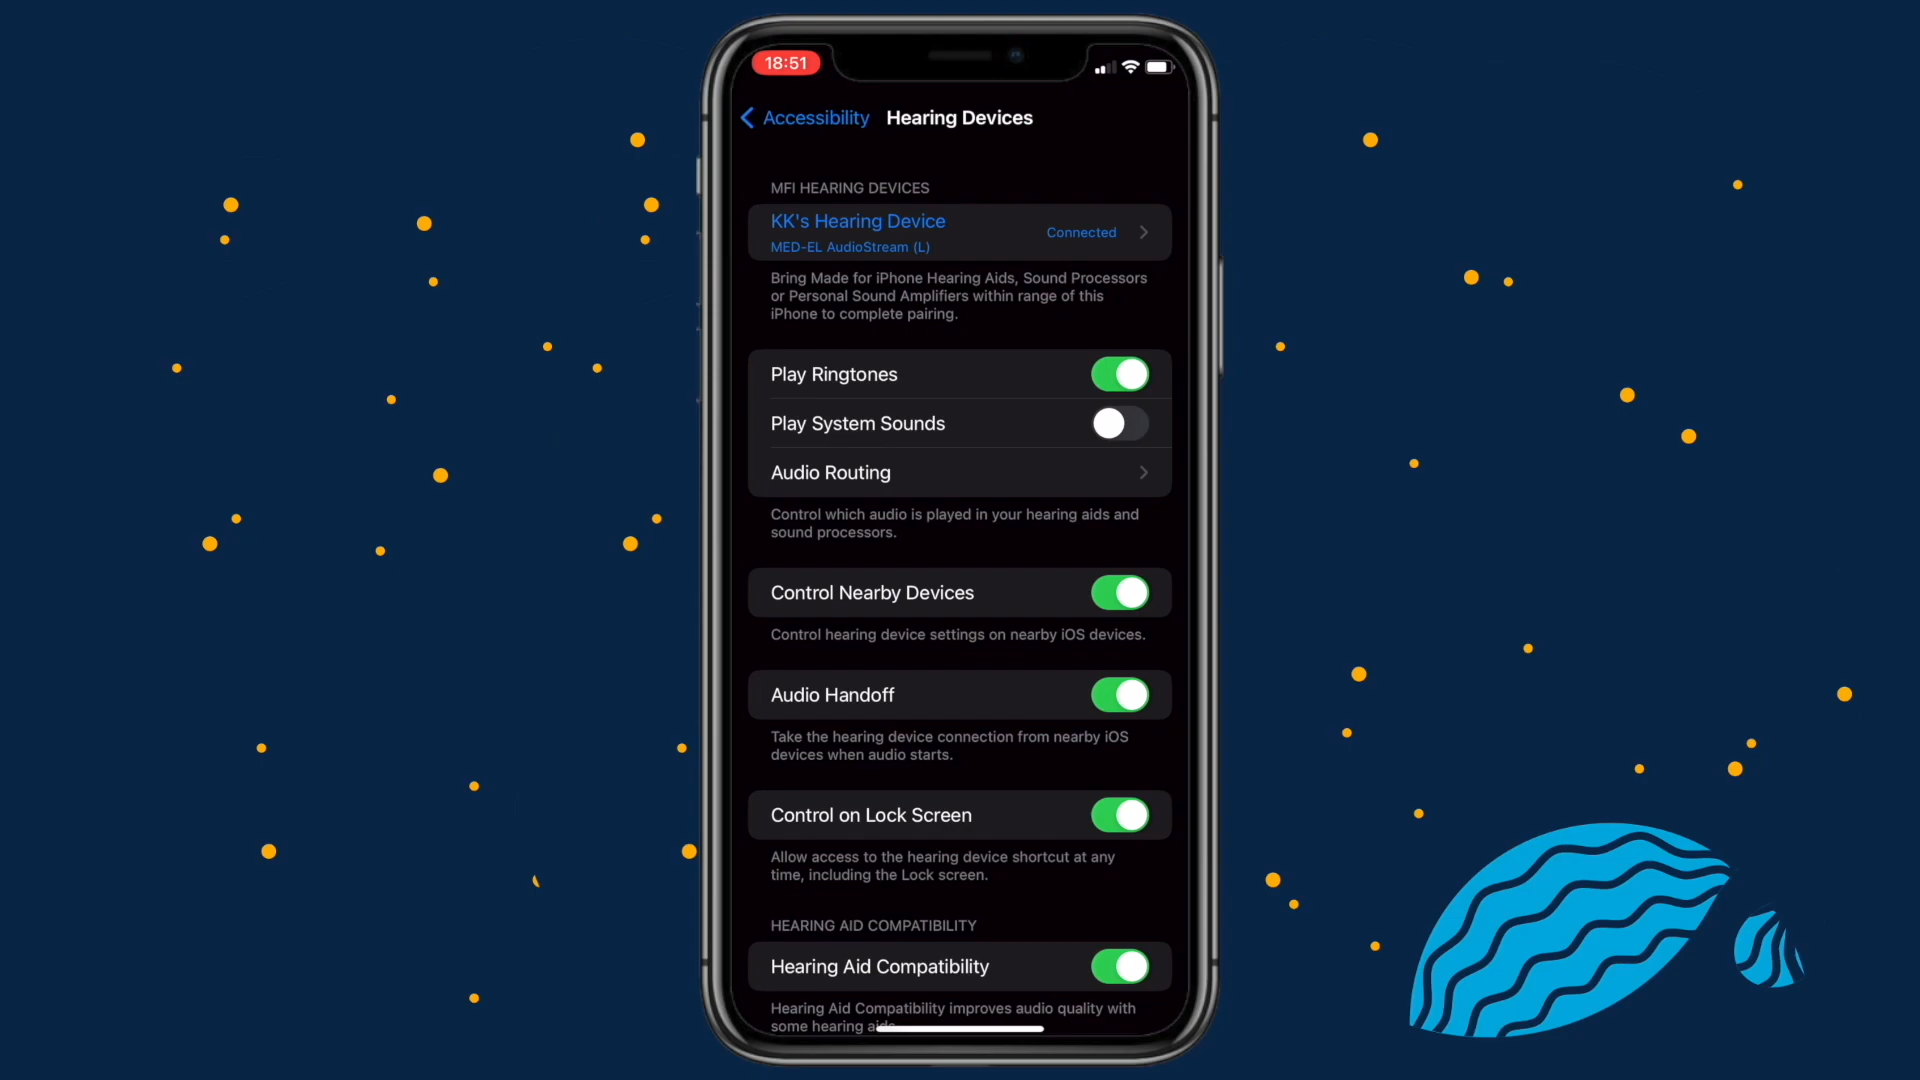 18:51
Accessibility Hearing Devices
MFI HEARING DEVICES
KK's Hearing Device
MED-EL AudioStream (L)
Connected
Bring Made for iPhone Hearing Aids, Sound Processors
or Personal Sound Amplifiers within range of this
iPhone to complete pairing.
Play Ringtones
Play System Sounds
Audio Routing
Control which audio is played in your hearing aids and
sound processors.
Control Nearby Devices
Control hearing device settings on nearby iOS devices.
Audio Handoff
Take the hearing device connection from nearby iOS
devices when audio starts.
Control on Lock Screen
Allow access to the hearing device shortcut at any
time, including the Lock screen.
HEARING AID COMPATIBILITY
Hearing Aid Compatibility
Hearing Aid Compatibility improves audio quality with
some hearing aids.